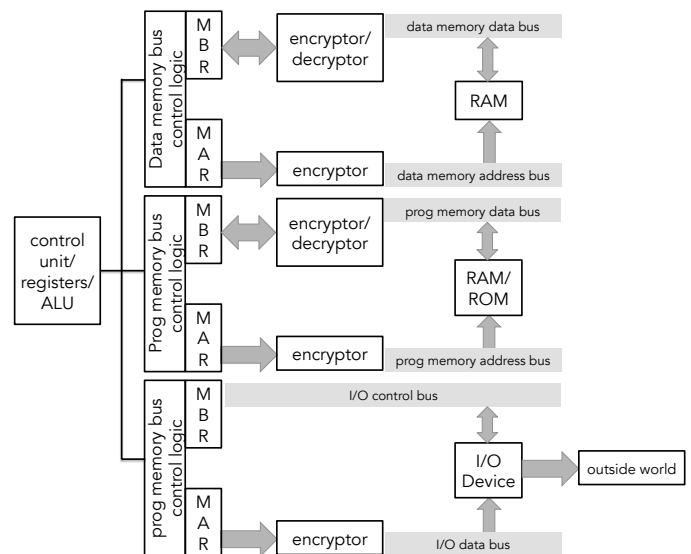 control
unit/
registers/
ALU
Data memory bus
control logic
M
B
R
encryptor/
decryptor
data memory data bus
RAM
M
A
R
encryptor
data memory address bus
Prog memory bus
control logic
M
B
R
encryptor/
decryptor
prog memory data bus
RAM/
ROM
M
A
R
encryptor
prog memory address bus
prog memory bus
control logic
M
B
R
I/O control bus
I/O
Device
outside world
M
A
R
encryptor
I/O data bus